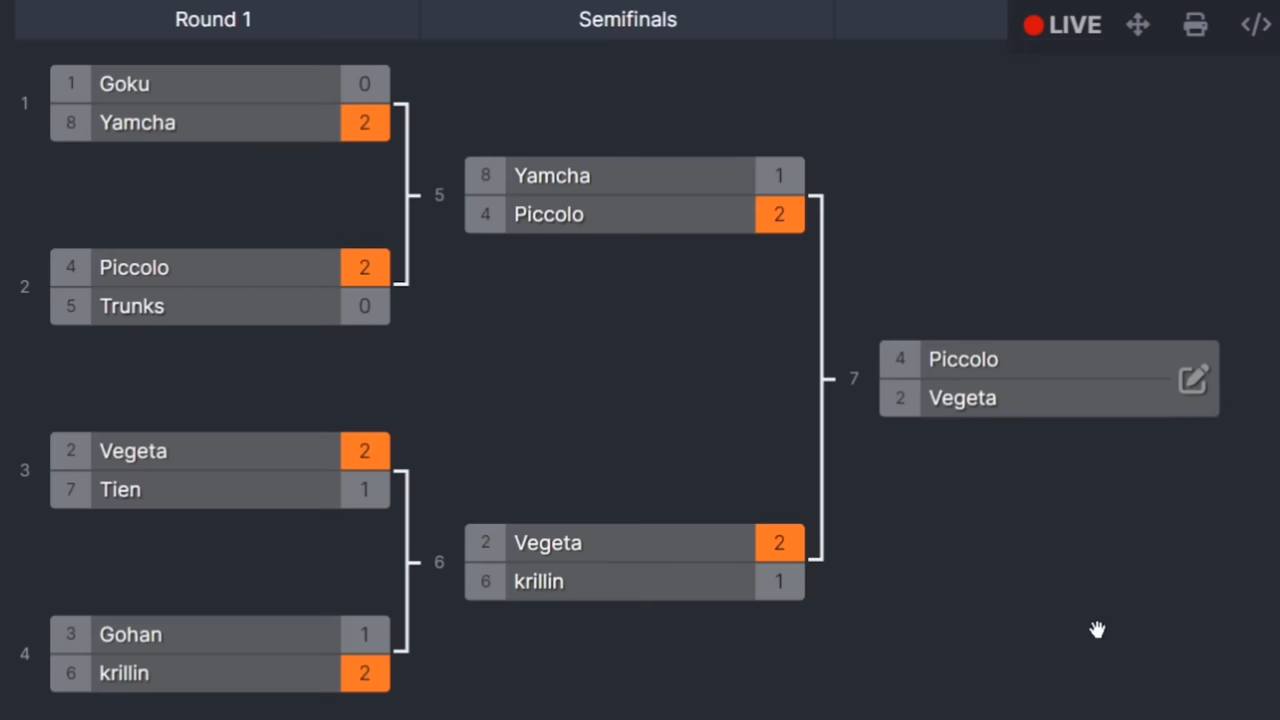 Round 1
Semifinals
LIVE
1
1 Goku 0
8 Yamcha 2
2
4 Piccolo 2
5 Trunks 0
3
2 Vegeta 2
7 Tien 1
4
3 Gohan 1
6 krillin 2
5
8 Yamcha 1
4 Piccolo 2
6
2 Vegeta 2
6 krillin 1
7
4 Piccolo
2 Vegeta